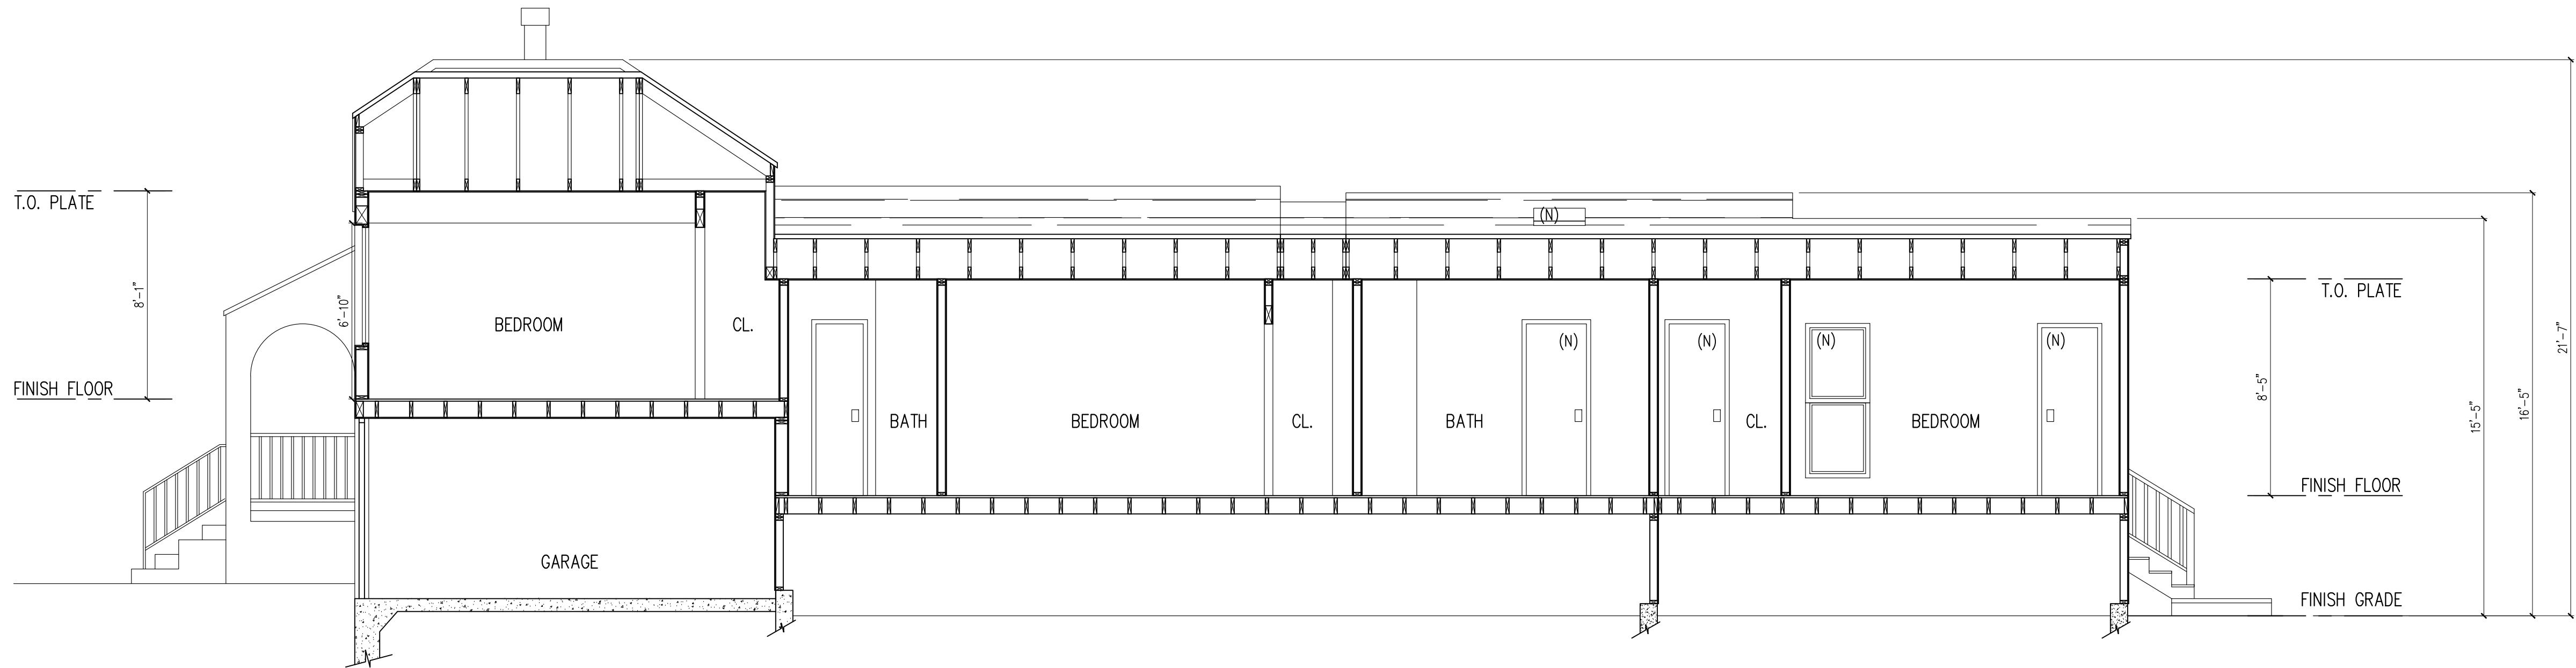 T.O. PLATE
8'-1"
6'-10"
FINISH FLOOR
BEDROOM
CL.
GARAGE
BATH
BEDROOM
CL.
BATH
(N)
(N)
(N)
CL.
(N)
BEDROOM
(N)
T.O. PLATE
8'-5"
FINISH FLOOR
FINISH GRADE
15'-5"
16'-5"
21'-7"